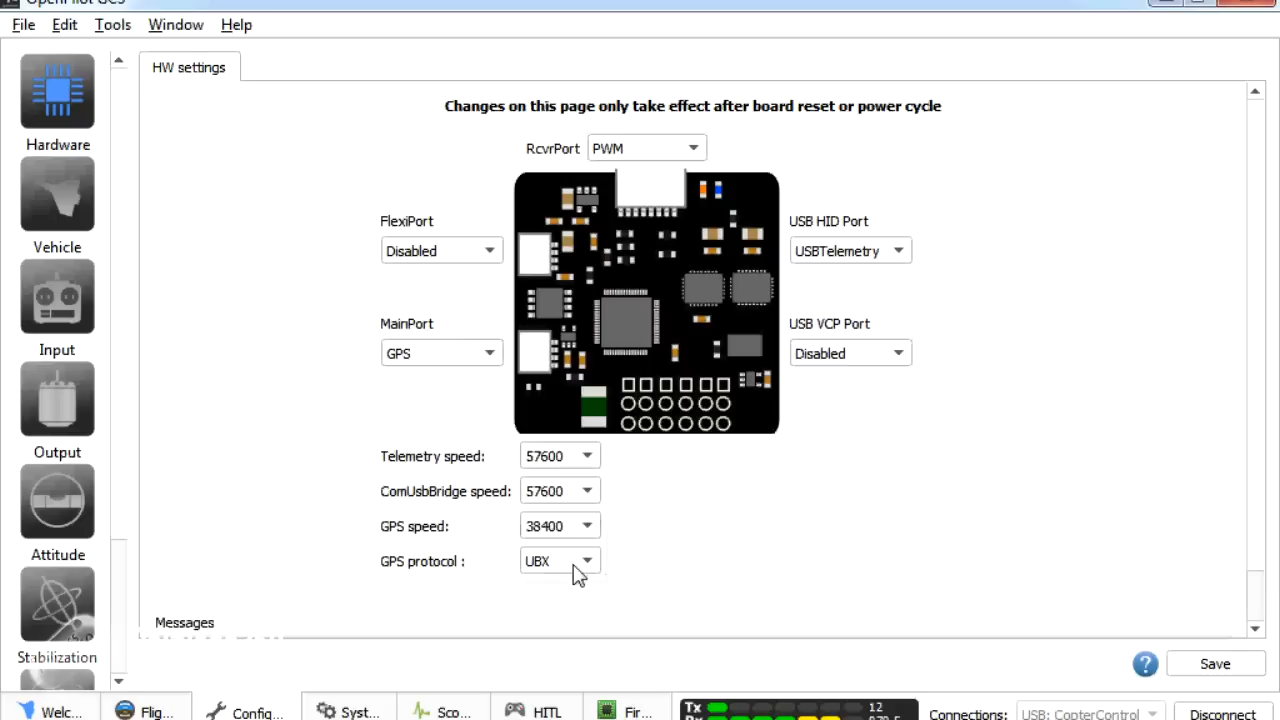 OpenPilot GCS
File Edit Tools Window Help
HW settings
Changes on this page only take effect after board reset or power cycle
RcvrPort PWM
FlexiPort
Disabled
USB HID Port
USBTelemetry
MainPort
GPS
USB VCP Port
Disabled
Telemetry speed: 57600
ComUsbBridge speed: 57600
GPS speed: 38400
GPS protocol : UBX
Messages
Hardware
Vehicle
Input
Output
Attitude
Stabilization
? Save
Welc... Flig... Config... Syst... Sco... HITL Fir... Tx 12 Connections: USB: CopterControl Disconnect